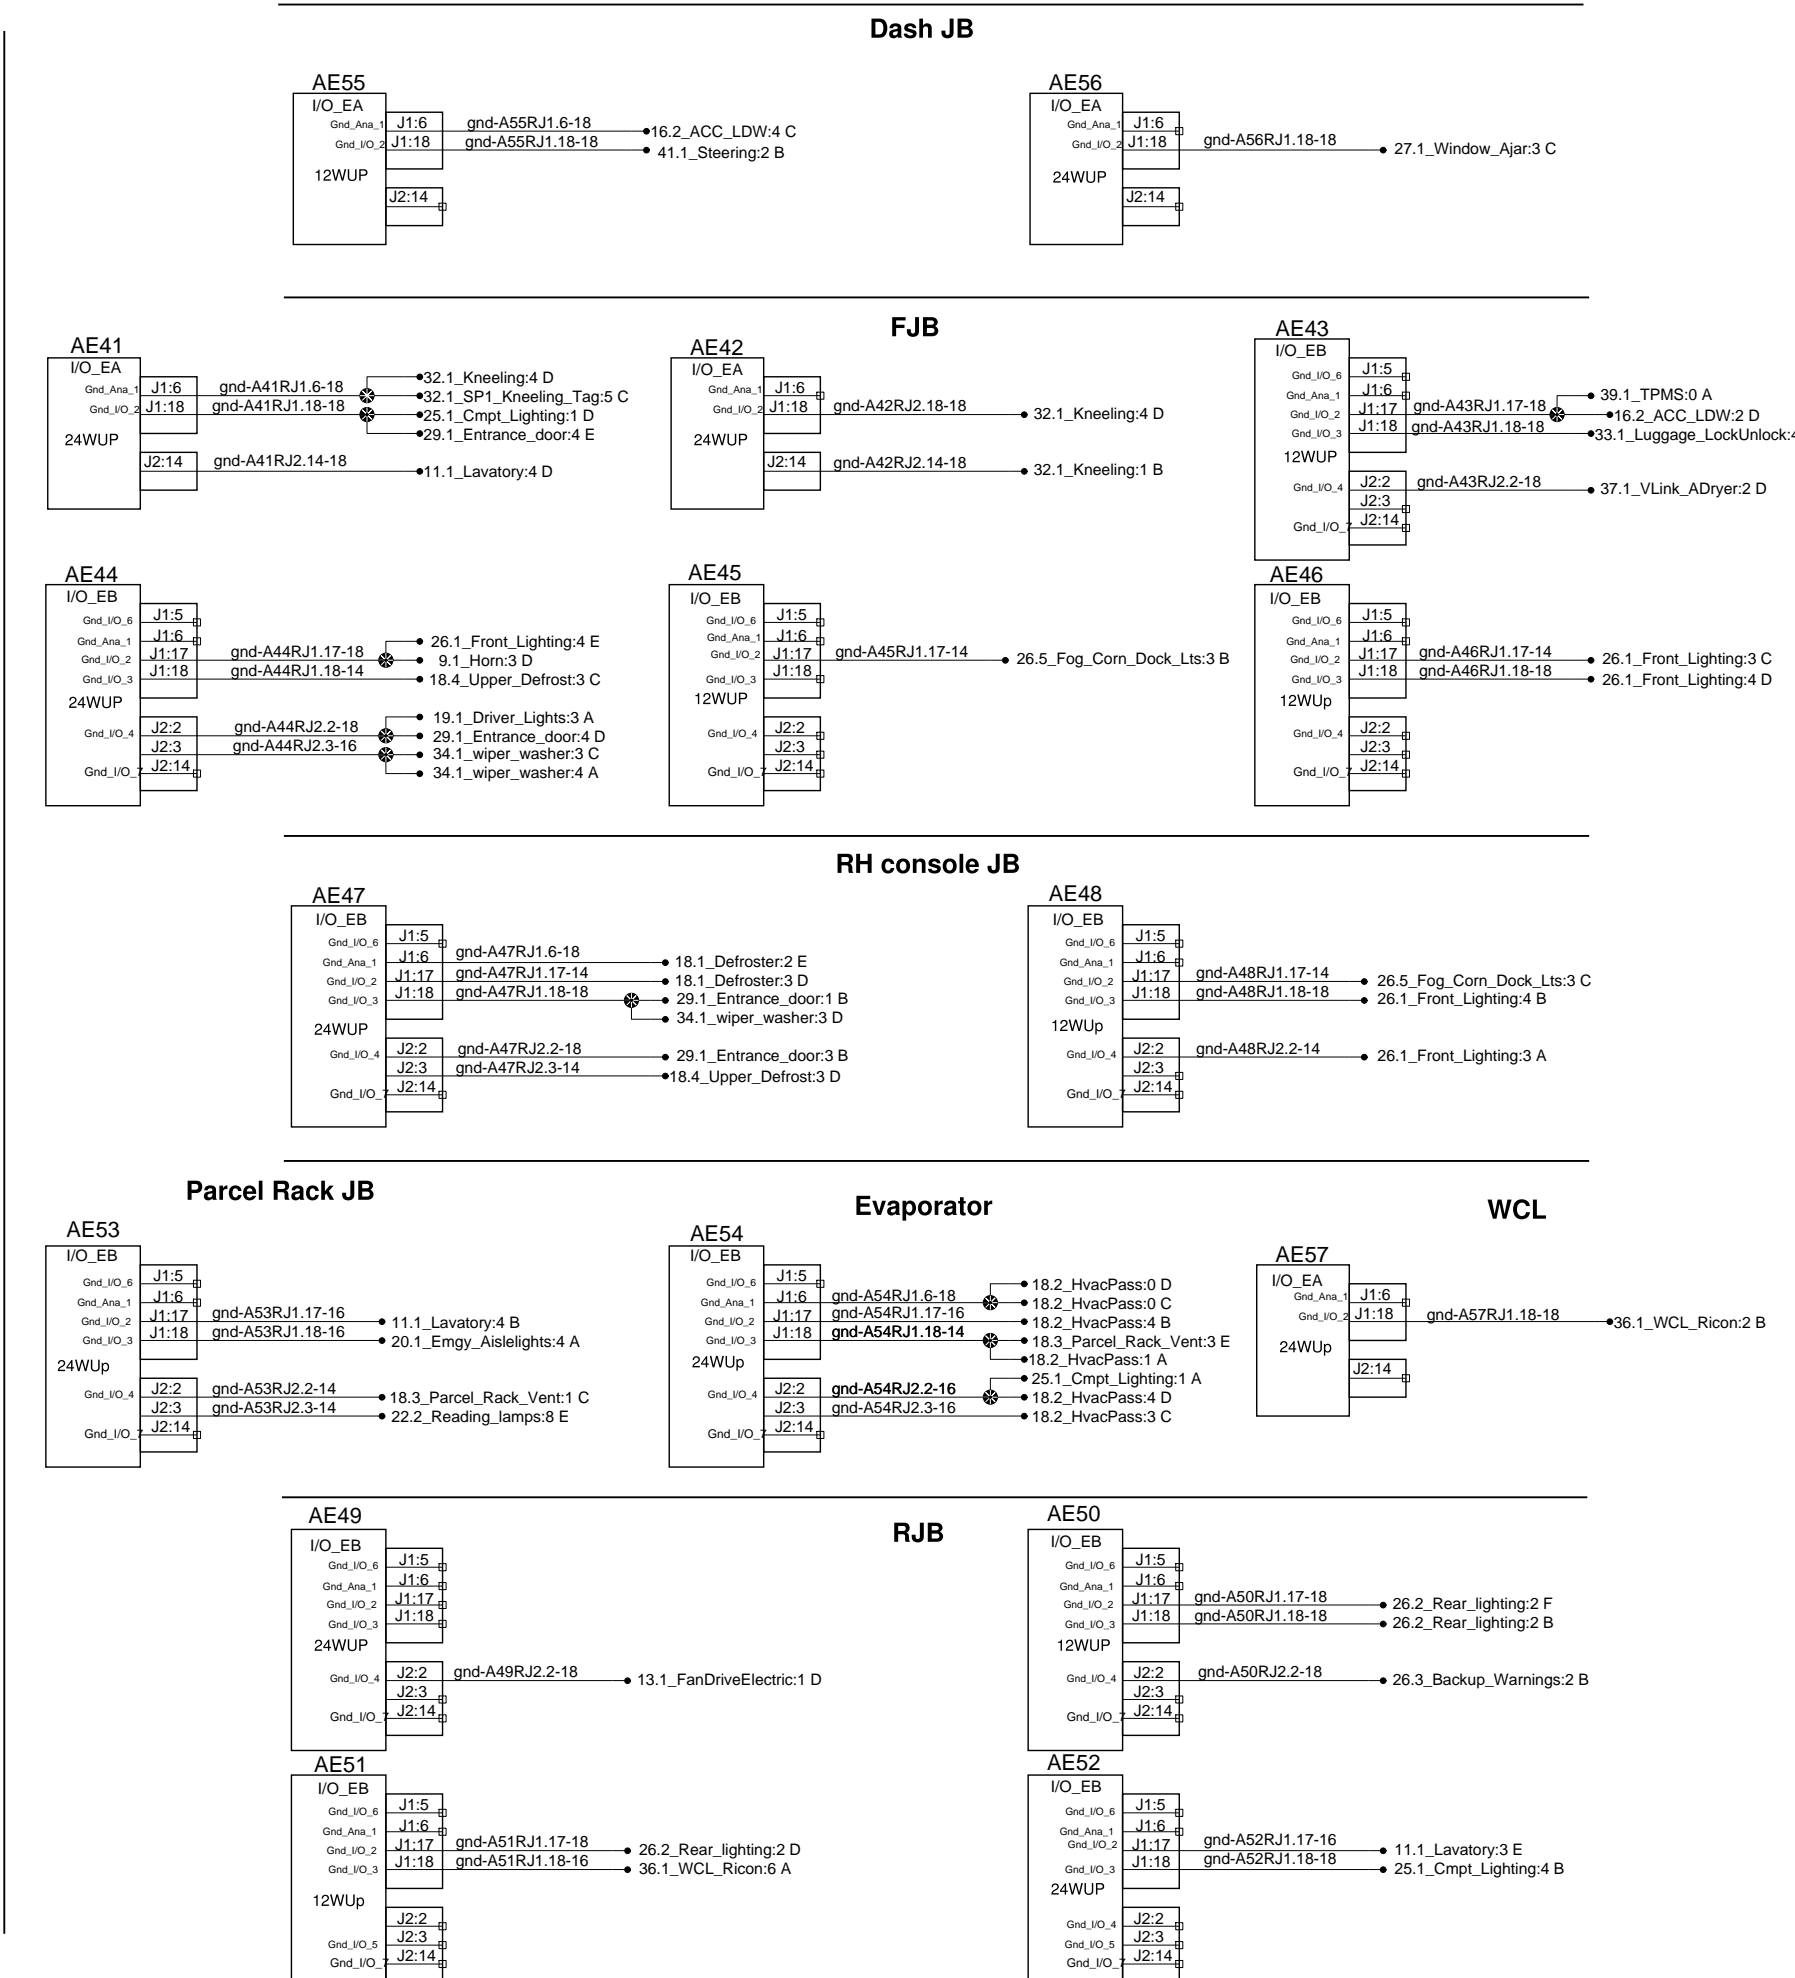 Dash JB
AE55
I/O_EA
Gnd_Ana_1 J1:6 gnd-A55RJ1.6-18 16.2_ACC_LDW:4 C
Gnd_I/O_2 J1:18 gnd-A55RJ1.18-18 41.1_Steering:2 B
12WUP
J2:14
AE56
I/O_EA
Gnd_Ana_1 J1:6
Gnd_I/O_2 J1:18 gnd-A56RJ1.18-18 27.1_Window_Ajar:3 C
24WUP
J2:14
FJB
AE41
I/O_EA
32.1_Kneeling:4 D
Gnd_Ana_1 J1:6 gnd-A41RJ1.6-18 32.1_SP1_Kneeling_Tag:5 C
Gnd_I/O_2 J1:18 gnd-A41RJ1.18-18 25.1_Cmpt_Lighting:1 D
29.1_Entrance_door:4 E
24WUP
J2:14 gnd-A41RJ2.14-18 11.1_Lavatory:4 D
AE42
I/O_EA
Gnd_Ana_1 J1:6
Gnd_I/O_2 J1:18 gnd-A42RJ2.18-18 32.1_Kneeling:4 D
24WUP
J2:14 gnd-A42RJ2.14-18 32.1_Kneeling:1 B
AE43
I/O_EB
Gnd_I/O_6 J1:5
Gnd_Ana_1 J1:6 39.1_TPMS:0 A
Gnd_I/O_2 J1:17 gnd-A43RJ1.17-18 16.2_ACC_LDW:2 D
Gnd_I/O_3 J1:18 gnd-A43RJ1.18-18 33.1_Luggage_LockUnlock:4
12WUP
Gnd_I/O_4 J2:2 gnd-A43RJ2.2-18 37.1_VLink_ADryer:2 D
J2:3
Gnd_I/O_7 J2:14
AE44
I/O_EB
Gnd_I/O_6 J1:5
Gnd_Ana_1 J1:6 26.1_Front_Lighting:4 E
Gnd_I/O_2 J1:17 gnd-A44RJ1.17-18 9.1_Horn:3 D
Gnd_I/O_3 J1:18 gnd-A44RJ1.18-14 18.4_Upper_Defrost:3 C
24WUP
19.1_Driver_Lights:3 A
Gnd_I/O_4 J2:2 gnd-A44RJ2.2-18 29.1_Entrance_door:4 D
J2:3 gnd-A44RJ2.3-16 34.1_wiper_washer:3 C
Gnd_I/O_7 J2:14 34.1_wiper_washer:4 A
AE45
I/O_EB
Gnd_I/O_6 J1:5
Gnd_Ana_1 J1:6
Gnd_I/O_2 J1:17 gnd-A45RJ1.17-14 26.5_Fog_Corn_Dock_Lts:3 B
Gnd_I/O_3 J1:18
12WUP
Gnd_I/O_4 J2:2
J2:3
Gnd_I/O_7 J2:14
AE46
I/O_EB
Gnd_I/O_6 J1:5
Gnd_Ana_1 J1:6
Gnd_I/O_2 J1:17 gnd-A46RJ1.17-14 26.1_Front_Lighting:3 C
Gnd_I/O_3 J1:18 gnd-A46RJ1.18-18 26.1_Front_Lighting:4 D
12WUp
Gnd_I/O_4 J2:2
J2:3
Gnd_I/O_7 J2:14
RH console JB
AE47
I/O_EB
Gnd_I/O_6 J1:5
Gnd_Ana_1 J1:6 gnd-A47RJ1.6-18 18.1_Defroster:2 E
Gnd_I/O_2 J1:17 gnd-A47RJ1.17-14 18.1_Defroster:3 D
Gnd_I/O_3 J1:18 gnd-A47RJ1.18-18 29.1_Entrance_door:1 B
34.1_wiper_washer:3 D
24WUP
Gnd_I/O_4 J2:2 gnd-A47RJ2.2-18 29.1_Entrance_door:3 B
J2:3 gnd-A47RJ2.3-14 18.4_Upper_Defrost:3 D
Gnd_I/O_7 J2:14
AE48
I/O_EB
Gnd_I/O_6 J1:5
Gnd_Ana_1 J1:6
Gnd_I/O_2 J1:17 gnd-A48RJ1.17-14 26.5_Fog_Corn_Dock_Lts:3 C
Gnd_I/O_3 J1:18 gnd-A48RJ1.18-18 26.1_Front_Lighting:4 B
12WUp
Gnd_I/O_4 J2:2 gnd-A48RJ2.2-14 26.1_Front_Lighting:3 A
J2:3
Gnd_I/O_7 J2:14
Parcel Rack JB
AE53
I/O_EB
Gnd_I/O_6 J1:5
Gnd_Ana_1 J1:6
Gnd_I/O_2 J1:17 gnd-A53RJ1.17-16 11.1_Lavatory:4 B
Gnd_I/O_3 J1:18 gnd-A53RJ1.18-16 20.1_Emgy_Aislelights:4 A
24WUp
Gnd_I/O_4 J2:2 gnd-A53RJ2.2-14 18.3_Parcel_Rack_Vent:1 C
J2:3 gnd-A53RJ2.3-14 22.2_Reading_lamps:8 E
Gnd_I/O_7 J2:14
Evaporator
AE54
I/O_EB
Gnd_I/O_6 J1:5 18.2_HvacPass:0 D
Gnd_Ana_1 J1:6 gnd-A54RJ1.6-18 18.2_HvacPass:0 C
Gnd_I/O_2 J1:17 gnd-A54RJ1.17-16 18.2_HvacPass:4 B
Gnd_I/O_3 J1:18 gnd-A54RJ1.18-14 18.3_Parcel_Rack_Vent:3 E
24WUp 18.2_HvacPass:1 A
25.1_Cmpt_Lighting:1 A
Gnd_I/O_4 J2:2 gnd-A54RJ2.2-16 18.2_HvacPass:4 D
J2:3 gnd-A54RJ2.3-16 18.2_HvacPass:3 C
Gnd_I/O_7 J2:14
WCL
AE57
I/O_EA
Gnd_Ana_1 J1:6
Gnd_I/O_2 J1:18 gnd-A57RJ1.18-18 36.1_WCL_Ricon:2 B
24WUp
J2:14
RJB
AE49
I/O_EB
Gnd_I/O_6 J1:5
Gnd_Ana_1 J1:6
Gnd_I/O_2 J1:17
Gnd_I/O_3 J1:18
24WUP
Gnd_I/O_4 J2:2 gnd-A49RJ2.2-18 13.1_FanDriveElectric:1 D
J2:3
Gnd_I/O_7 J2:14
AE50
I/O_EB
Gnd_I/O_6 J1:5
Gnd_Ana_1 J1:6
Gnd_I/O_2 J1:17 gnd-A50RJ1.17-18 26.2_Rear_lighting:2 F
Gnd_I/O_3 J1:18 gnd-A50RJ1.18-18 26.2_Rear_lighting:2 B
12WUP
Gnd_I/O_4 J2:2 gnd-A50RJ2.2-18 26.3_Backup_Warnings:2 B
J2:3
Gnd_I/O_7 J2:14
AE51
I/O_EB
Gnd_I/O_6 J1:5
Gnd_Ana_1 J1:6
Gnd_I/O_2 J1:17 gnd-A51RJ1.17-18 26.2_Rear_lighting:2 D
Gnd_I/O_3 J1:18 gnd-A51RJ1.18-16 36.1_WCL_Ricon:6 A
12WUp
J2:2
Gnd_I/O_5 J2:3
Gnd_I/O_7 J2:14
AE52
I/O_EB
Gnd_I/O_6 J1:5
Gnd_Ana_1 J1:6
Gnd_I/O_2 J1:17 gnd-A52RJ1.17-16 11.1_Lavatory:3 E
Gnd_I/O_3 J1:18 gnd-A52RJ1.18-18 25.1_Cmpt_Lighting:4 B
24WUP
Gnd_I/O_4 J2:2
Gnd_I/O_5 J2:3
Gnd_I/O_7 J2:14